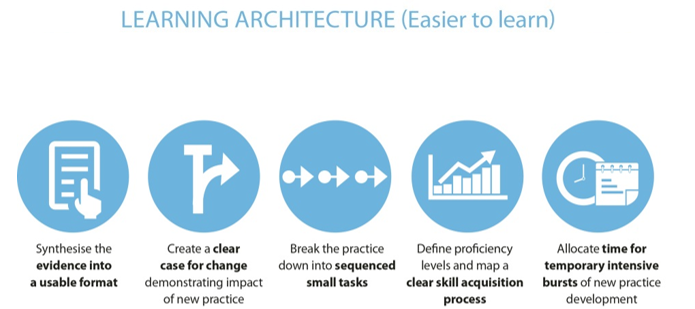 LEARNING ARCHITECTURE (Easier to learn)
Synthesise the
evidence into
a usable format
Create a clear
case for change
demonstrating impact
of new practice
Break the practice
down into sequenced
small tasks
Define proficiency
levels and map a
clear skill acquisition
process
Allocate time for
temporary intensive
bursts of new practice
development